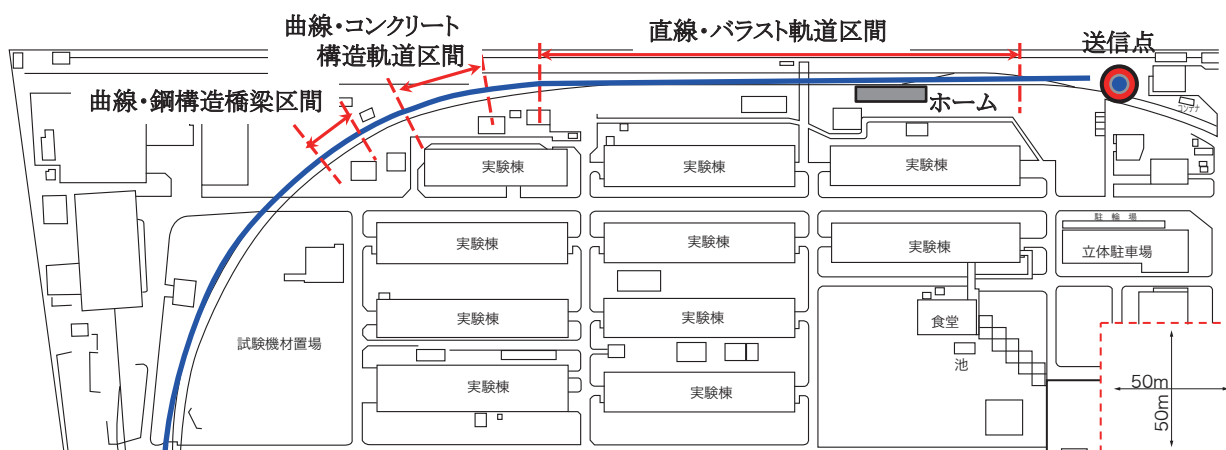 曲線・コンクリート
構造軌道区間
直線・バラスト軌道区間
送信点
曲線・鋼構造橋梁区間
ホーム
コンテナ
実験棟
実験棟
実験棟
駐輪場
実験棟
実験棟
実験棟
立体駐車場
試験機材置場
実験棟
実験棟
食堂
池
実験棟
実験棟
50m
50m